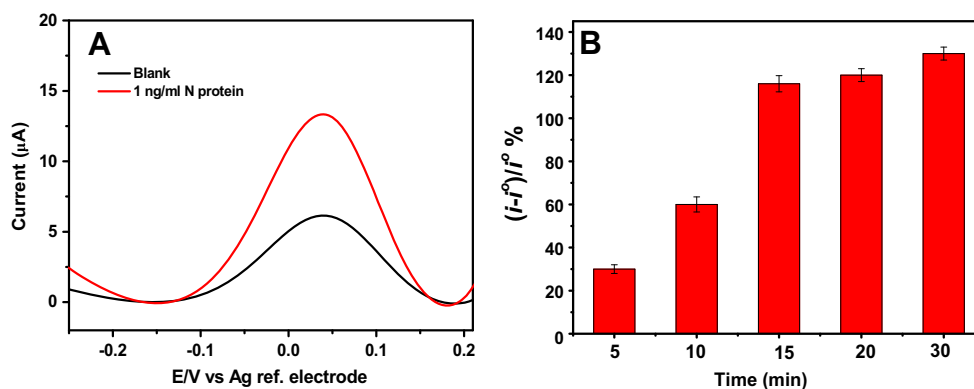 A
Blank
1 ng/ml N protein
Current (µA)
20
15
10
5
0
-0.2 -0.1 0.0 0.1 0.2
E/V vs Ag ref. electrode
B
(i-iº)/iº %
140
120
100
80
60
40
20
0
5 10 15 20 30
Time (min)